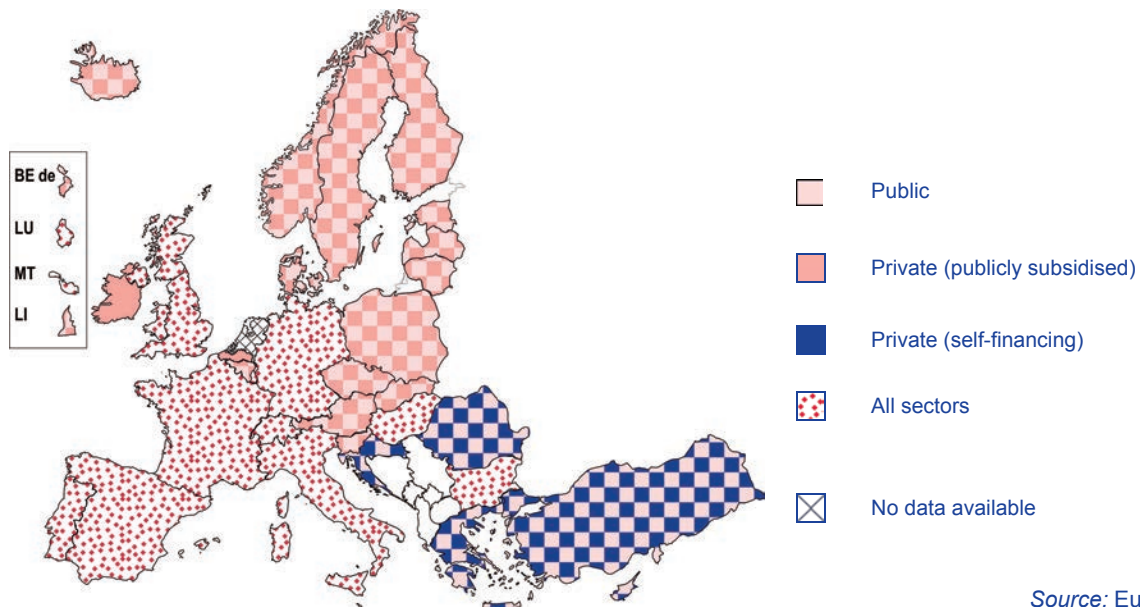 BE de
LU
MT
LI
Public
Private (publicly subsidised)
Private (self-financing)
All sectors
No data available
Source: Eu